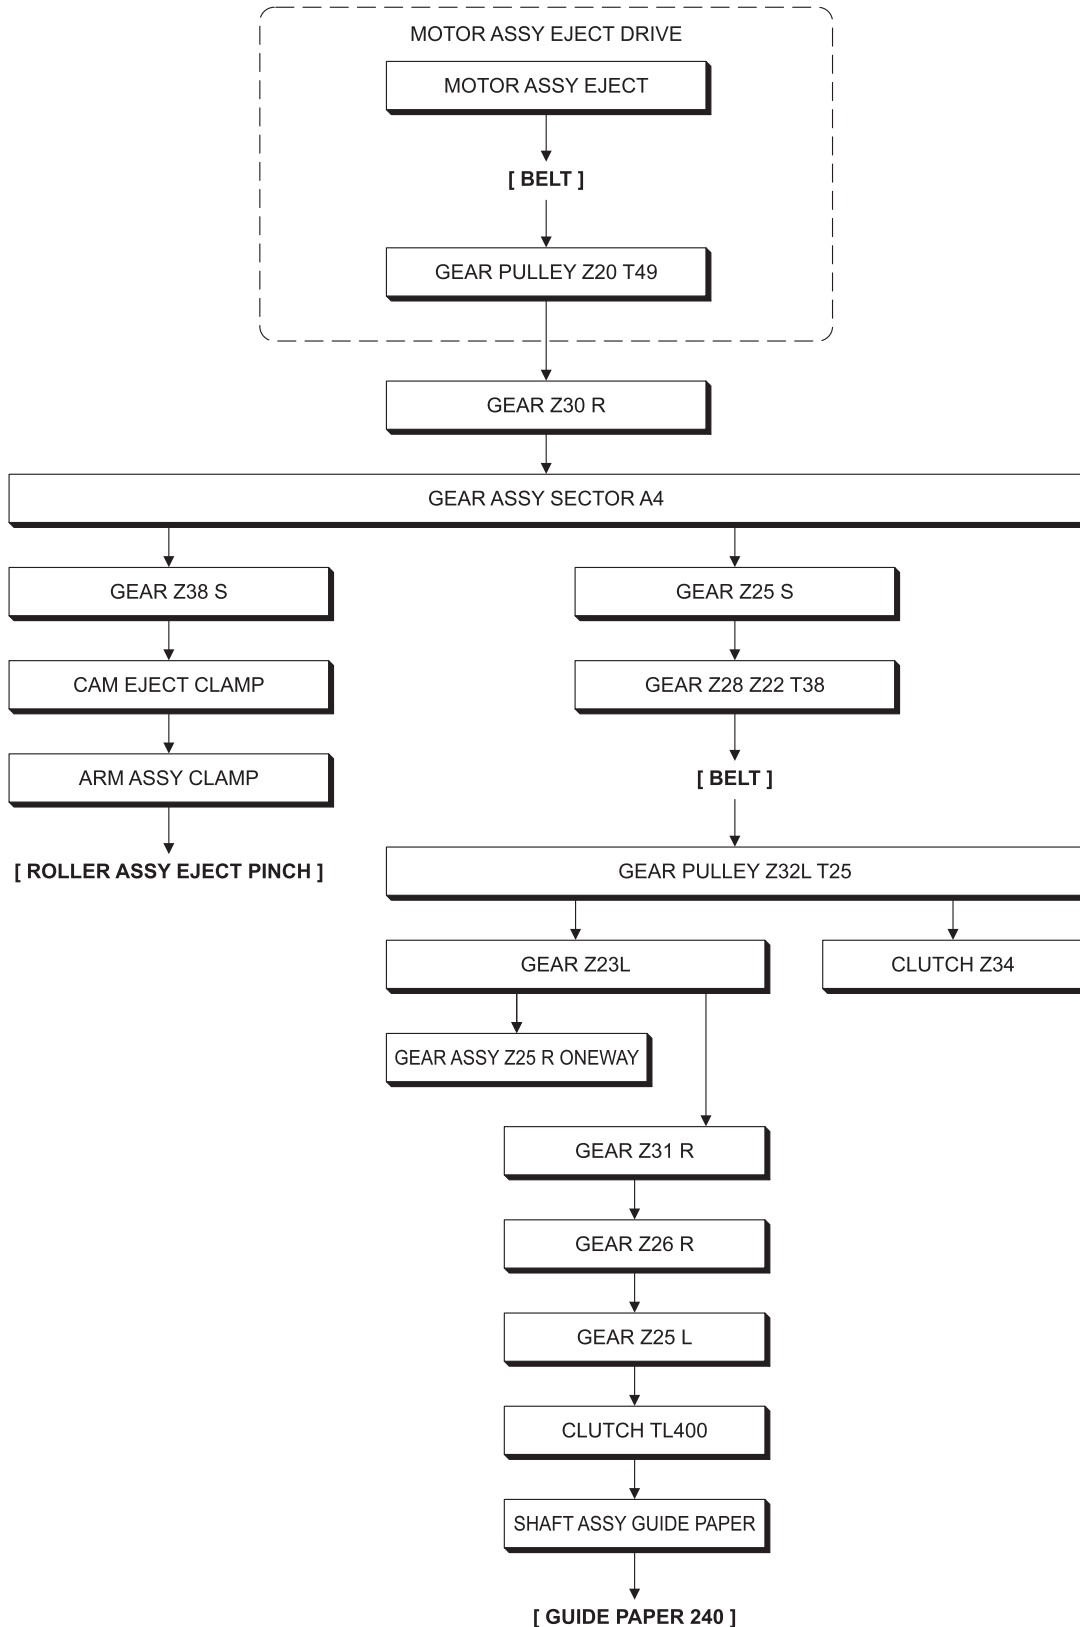 MOTOR ASSY EJECT DRIVE
MOTOR ASSY EJECT
[ BELT ]
GEAR PULLEY Z20 T49
GEAR Z30 R
GEAR ASSY SECTOR A4
GEAR Z38 S
GEAR Z25 S
CAM EJECT CLAMP
GEAR Z28 Z22 T38
ARM ASSY CLAMP
[ BELT ]
[ ROLLER ASSY EJECT PINCH ]
GEAR PULLEY Z32L T25
GEAR Z23L
CLUTCH Z34
GEAR ASSY Z25 R ONEWAY
GEAR Z31 R
GEAR Z26 R
GEAR Z25 L
CLUTCH TL400
SHAFT ASSY GUIDE PAPER
[ GUIDE PAPER 240 ]